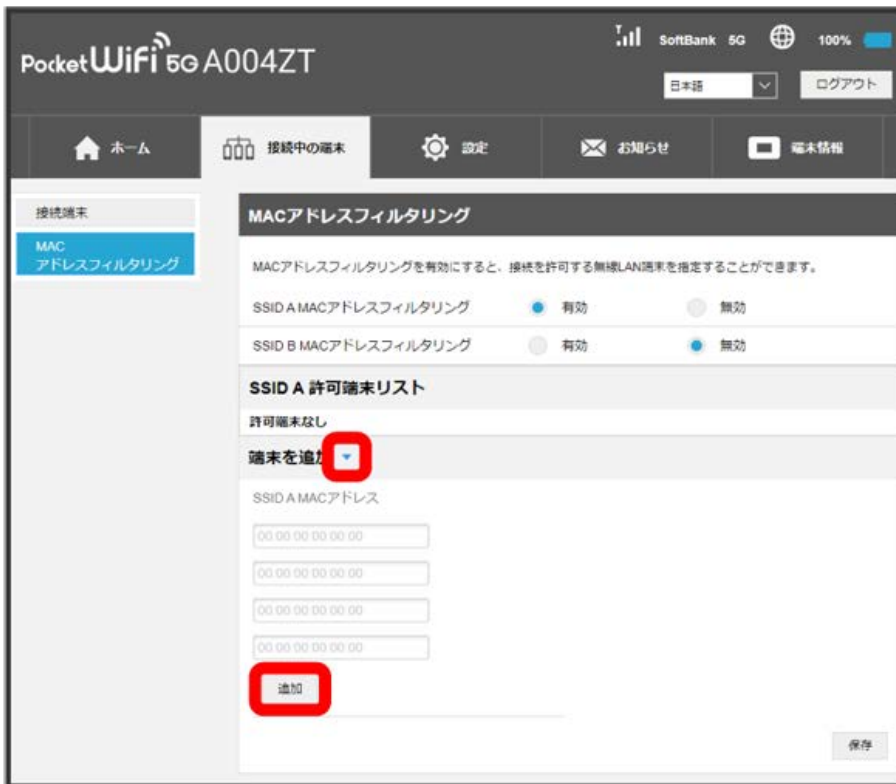 SoftBank 5G 100%
Pocket WiFi 5G A004ZT
日本語 ログアウト
ホーム 接続中の端末 設定 お知らせ 端末情報
接続端末
MAC
アドレスフィルタリング
MACアドレスフィルタリング
MACアドレスフィルタリングを有効にすると、接続を許可する無線LAN端末を指定することができます。
SSID A MACアドレスフィルタリング 有効 無効
SSID B MACアドレスフィルタリング 有効 無効
SSID A 許可端末リスト
許可端末なし
端末を追加
SSID A MACアドレス
00:00:00:00:00:00
00:00:00:00:00:00
00:00:00:00:00:00
00:00:00:00:00:00
追加
保存